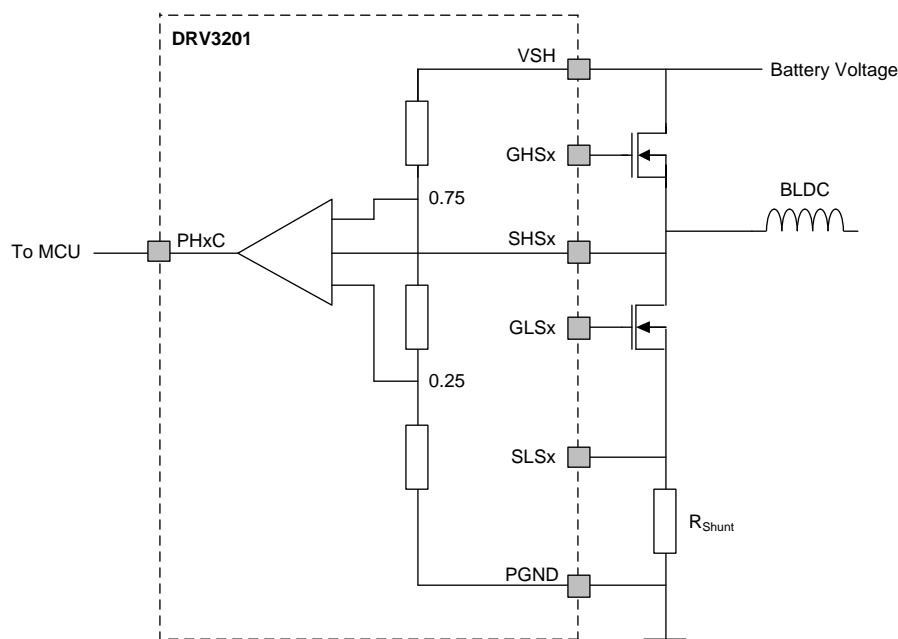 DRV3201
VSH
Battery Voltage
GHSx
BLDC
0.75
To MCU
PHxC
SHSx
GLSx
0.25
SLSx
RShunt
PGND